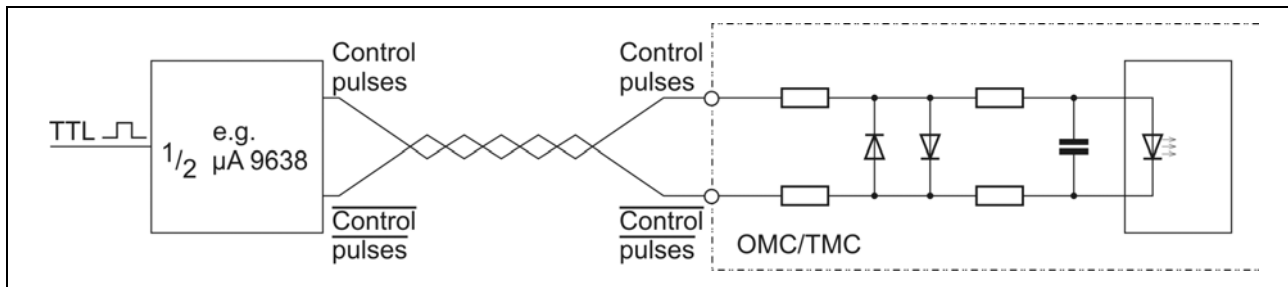 Control
pulses
Control
pulses
TTL
e.g.
1/2 µA 9638
Control
pulses
Control
pulses
OMC/TMC